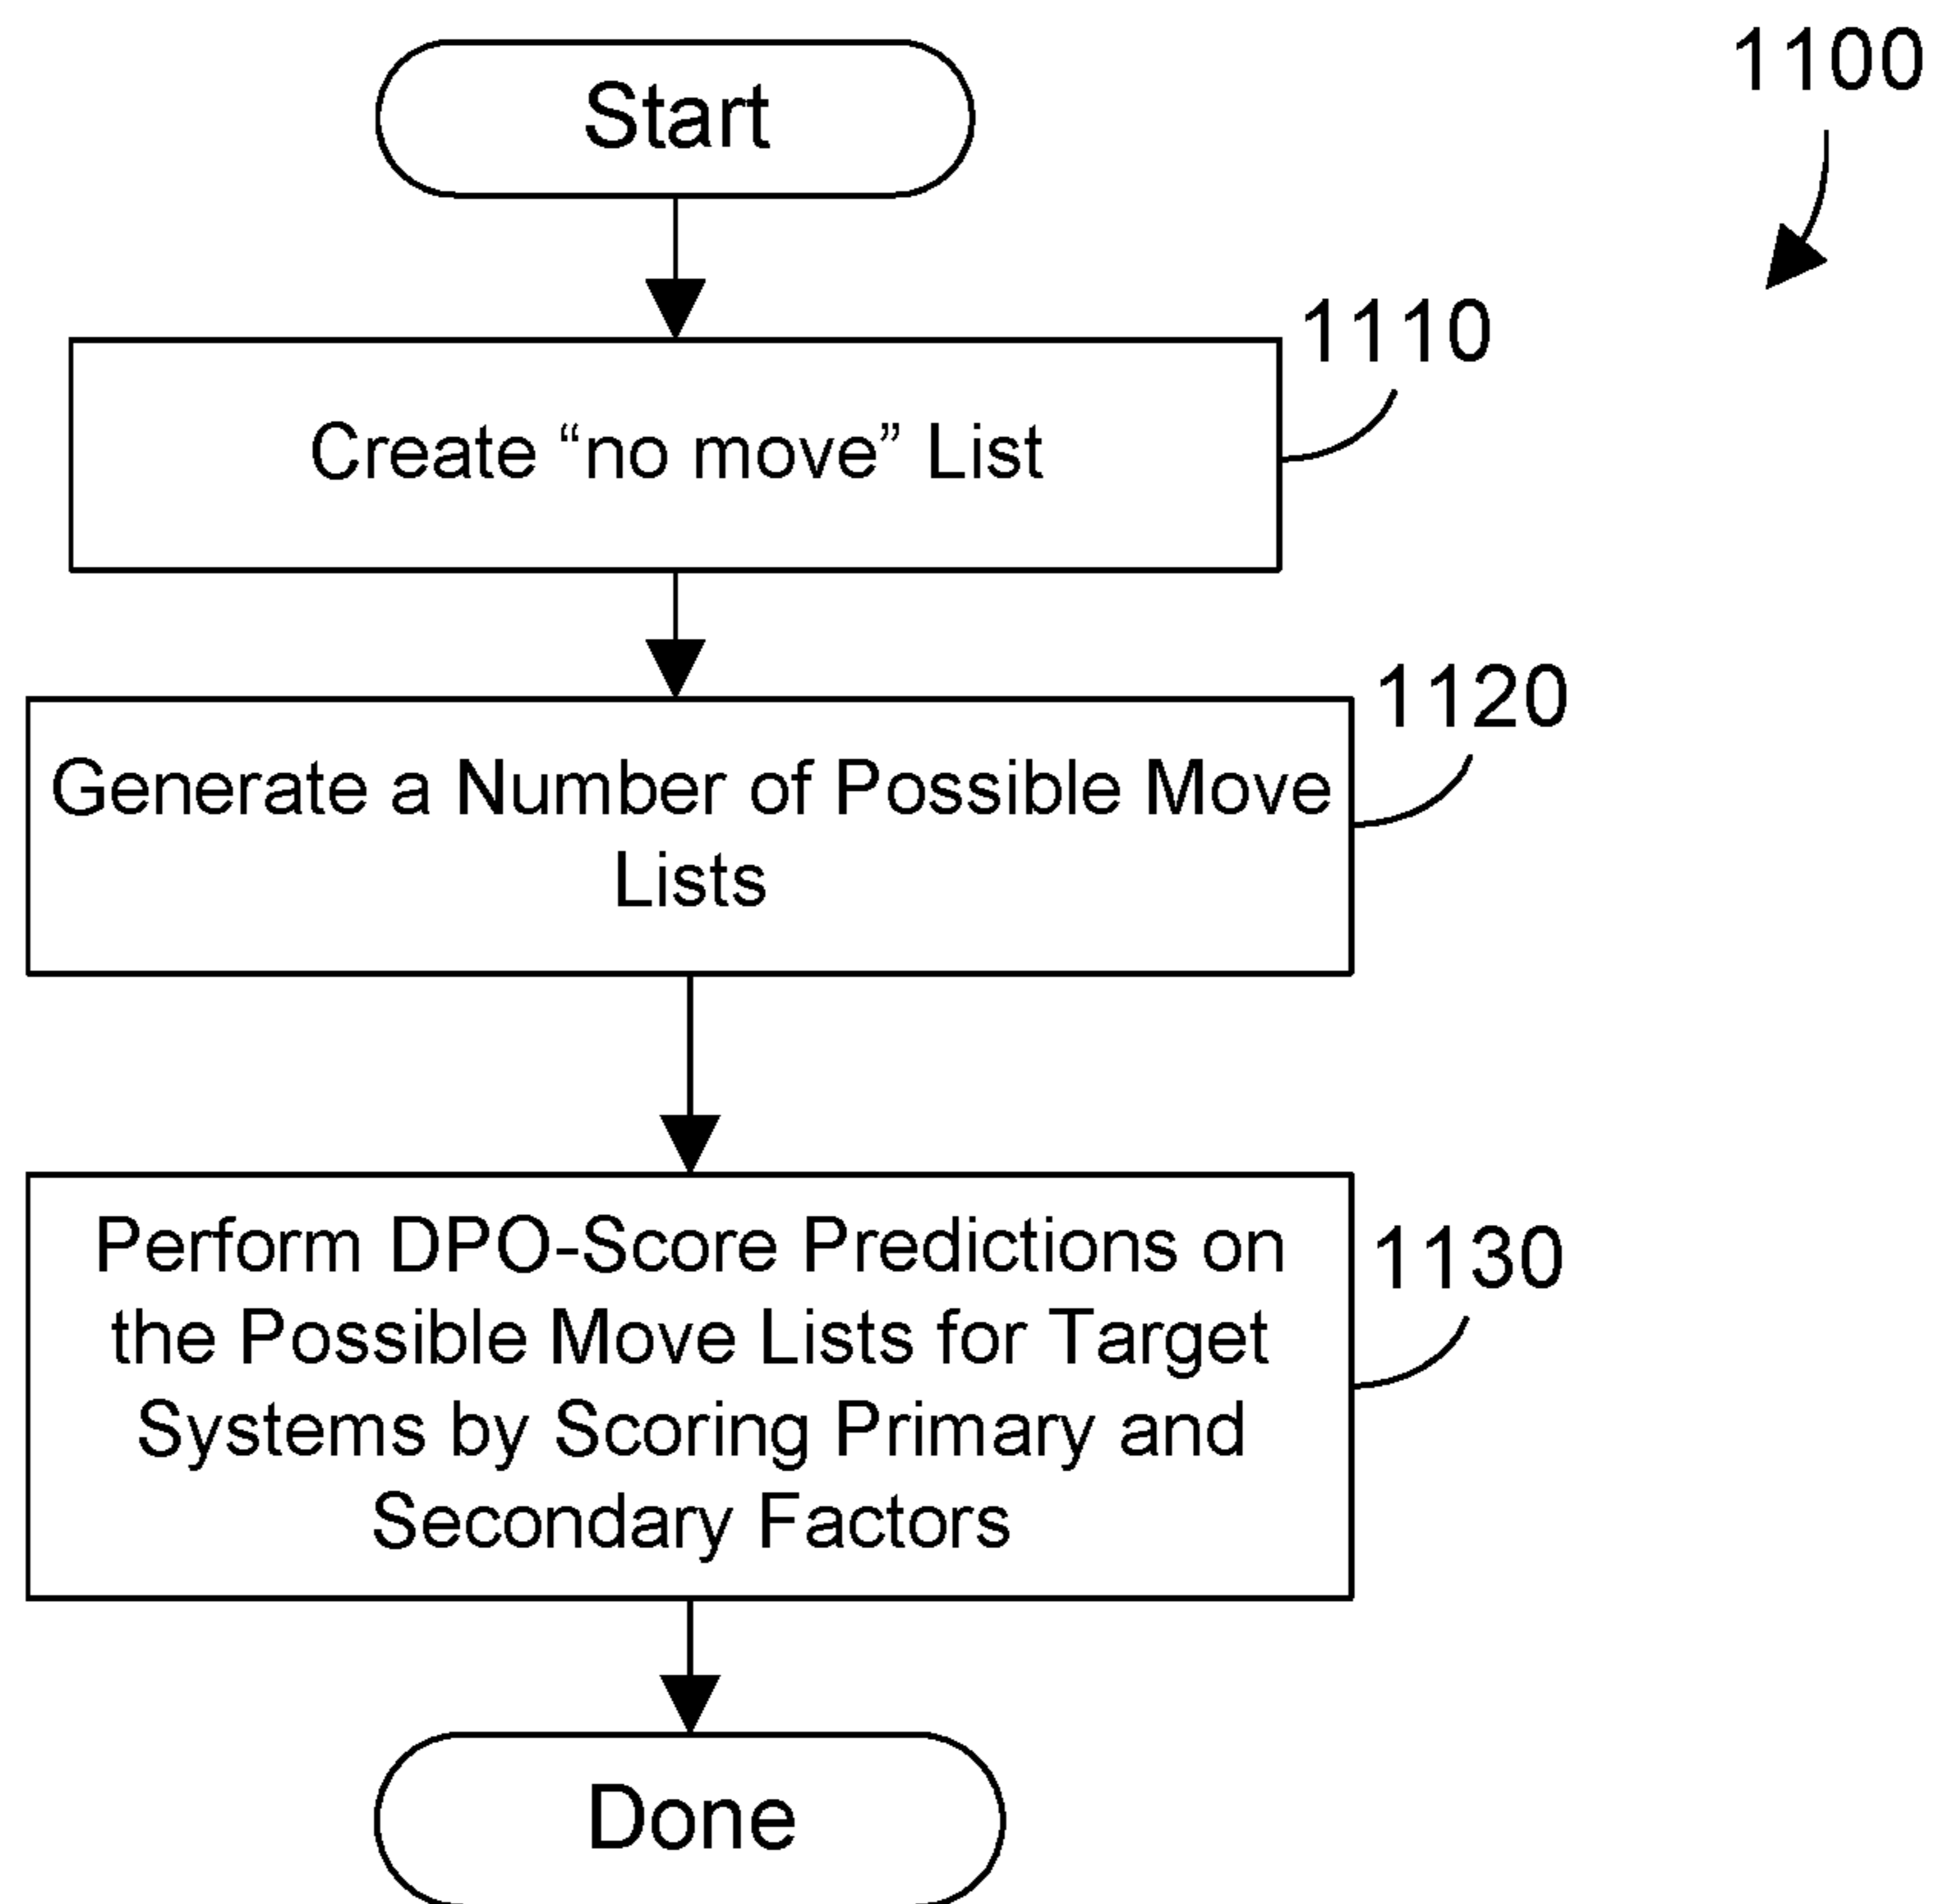 1100
Start
1110
Create “no move” List
1120
Generate a Number of Possible Move
Lists
1130
Perform DPO-Score Predictions on
the Possible Move Lists for Target
Systems by Scoring Primary and
Secondary Factors
Done